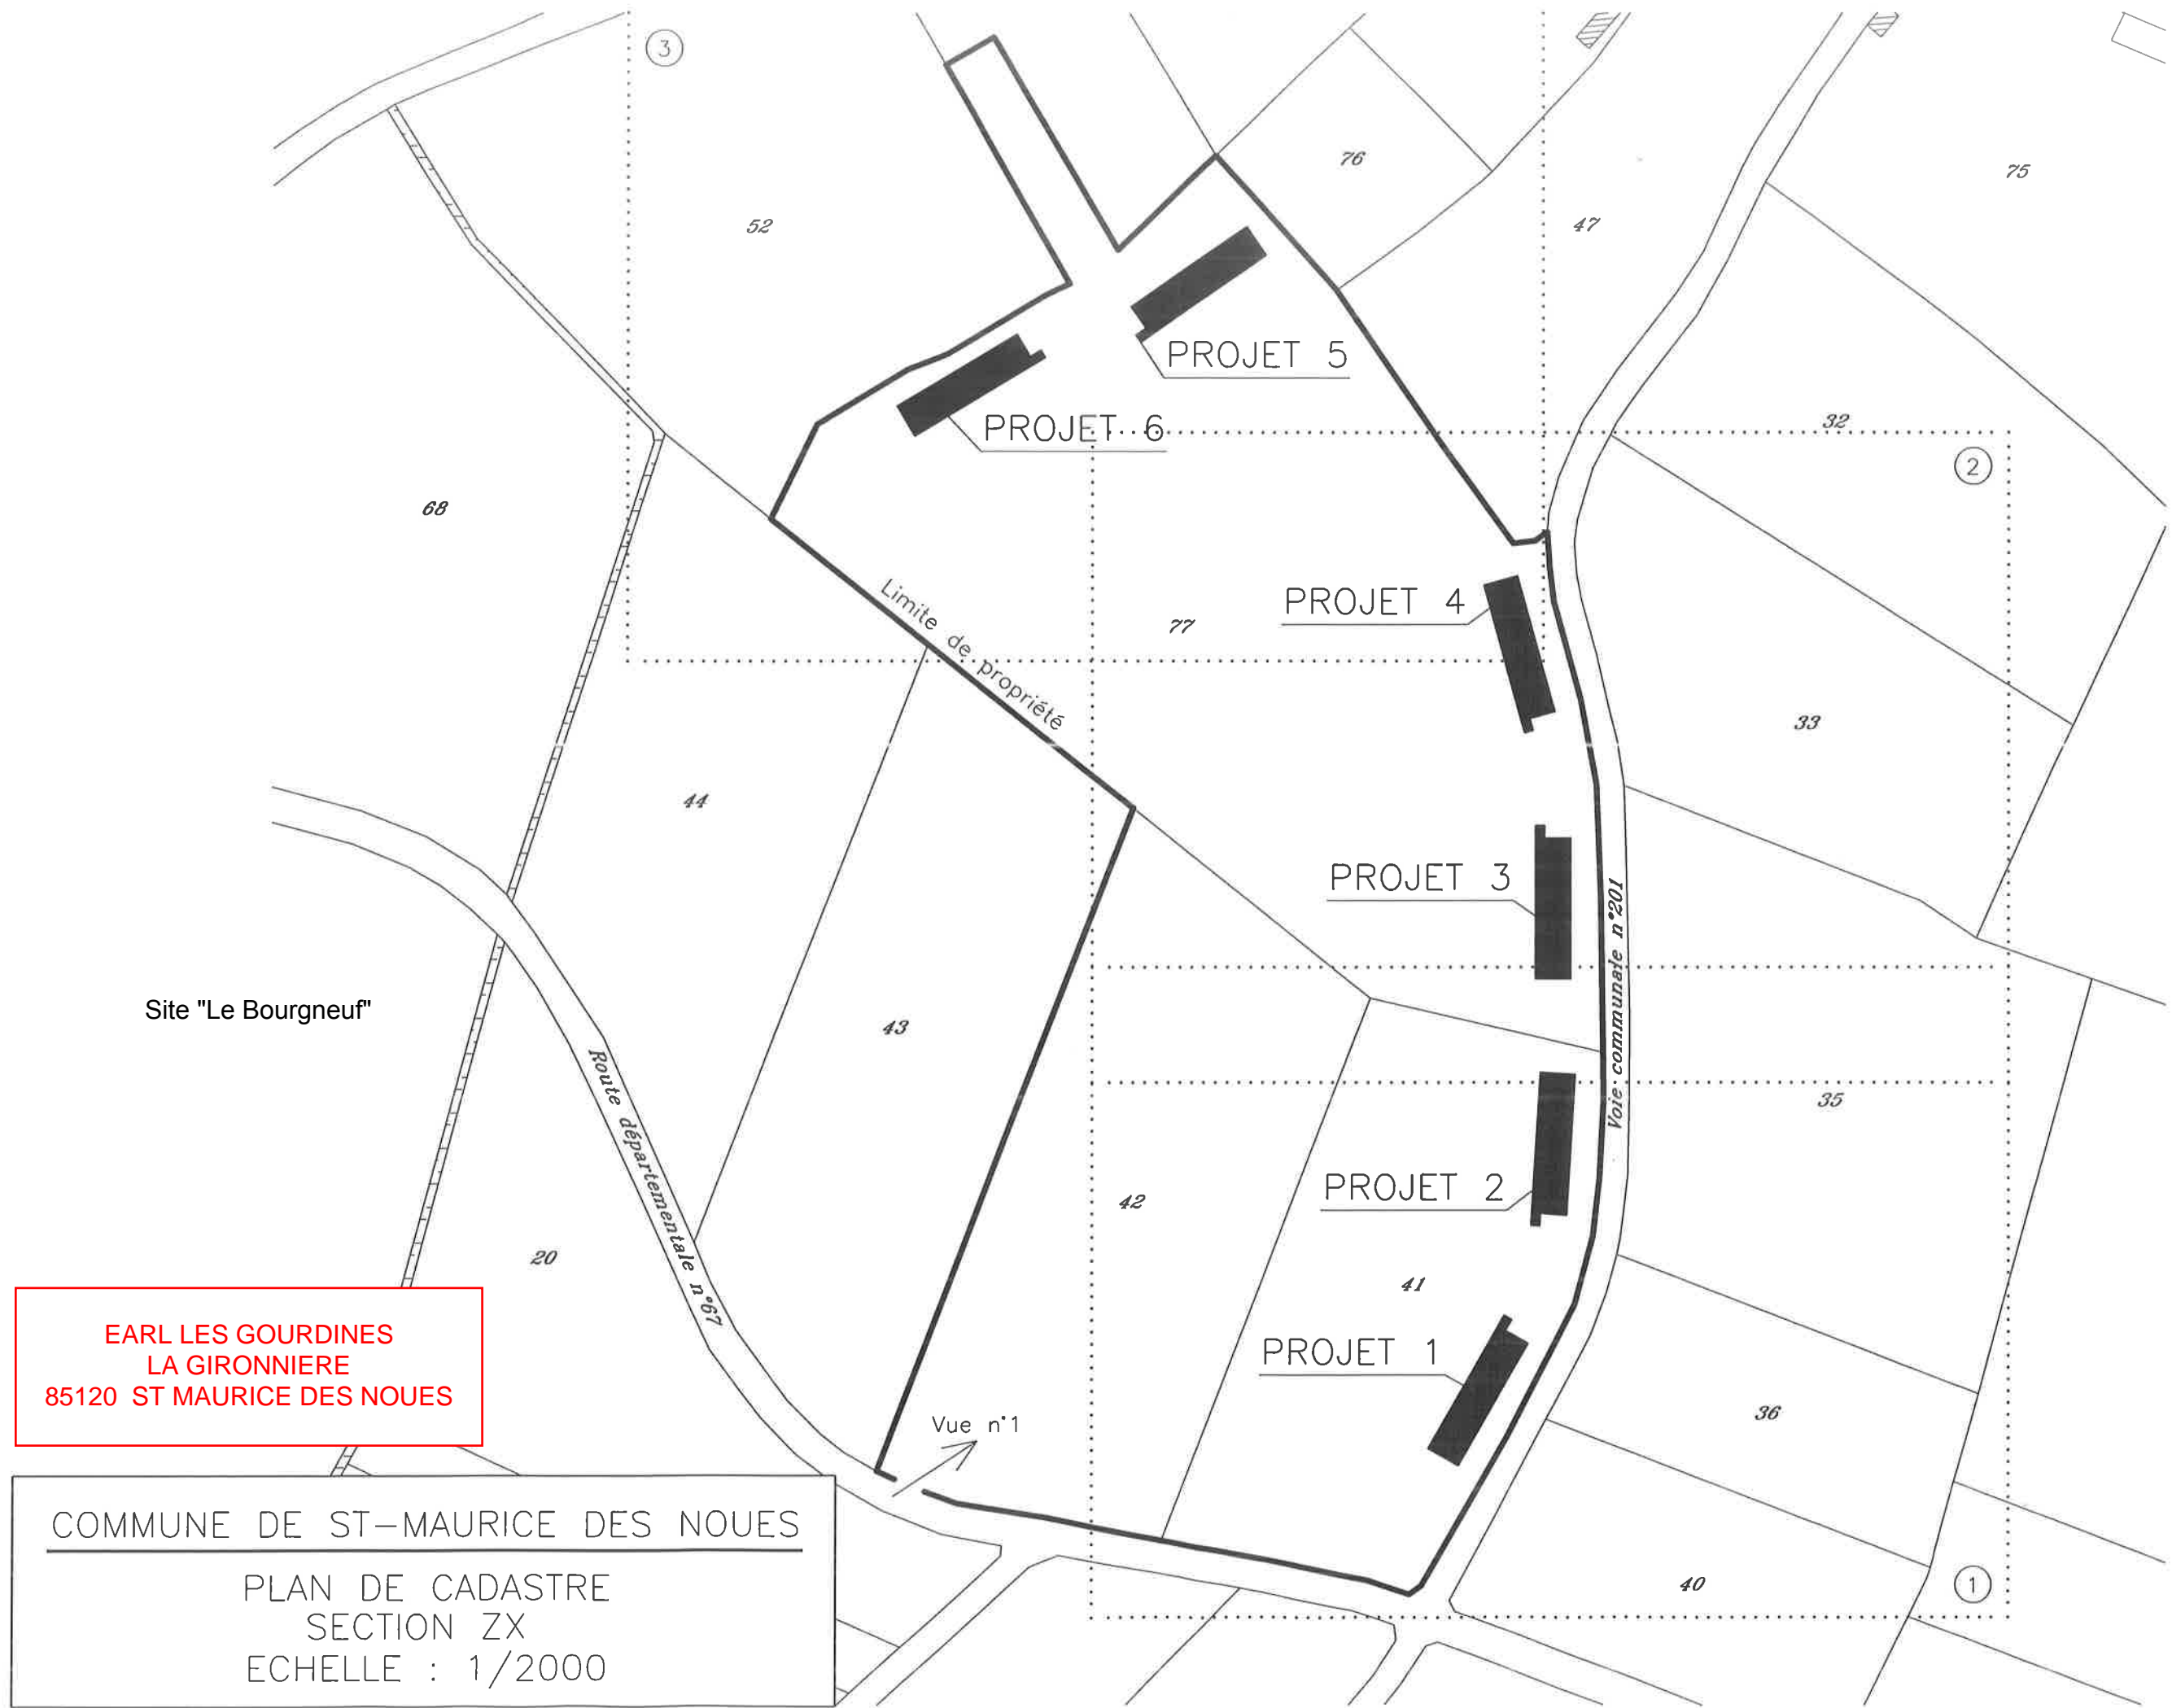 3
76
75
52
47
PROJET 5
PROJET 6
32
2
68
Limite de propriété
PROJET 4
77
33
44
PROJET 3
Voie communale n°201
Site "Le Bourgneuf"
43
Route départementale n°67
35
PROJET 2
42
20
41
EARL LES GOURDINES
LA GIRONNIERE
85120 ST MAURICE DES NOUES
PROJET 1
36
Vue n°1
COMMUNE DE ST-MAURICE DES NOUES
PLAN DE CADASTRE
SECTION ZX
ECHELLE : 1/2000
40
1